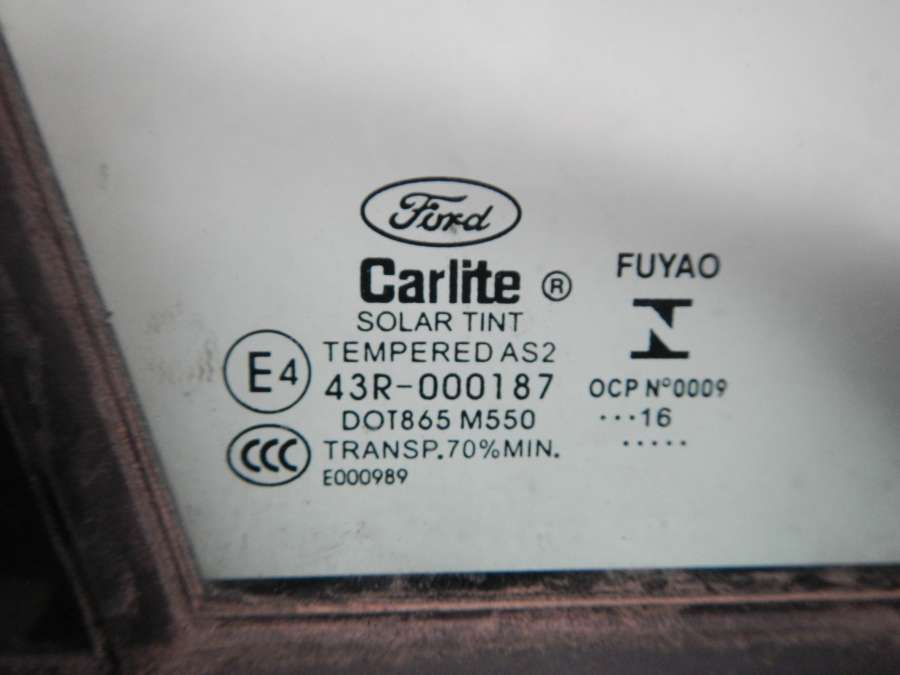 Ford
Carlite ®
SOLAR TINT
TEMPERED AS2
E4
43R-000187
DOT865 M550
CCC
TRANSP.70%MIN.
E000989
FUYAO
OCP Nº0009
···16
·····